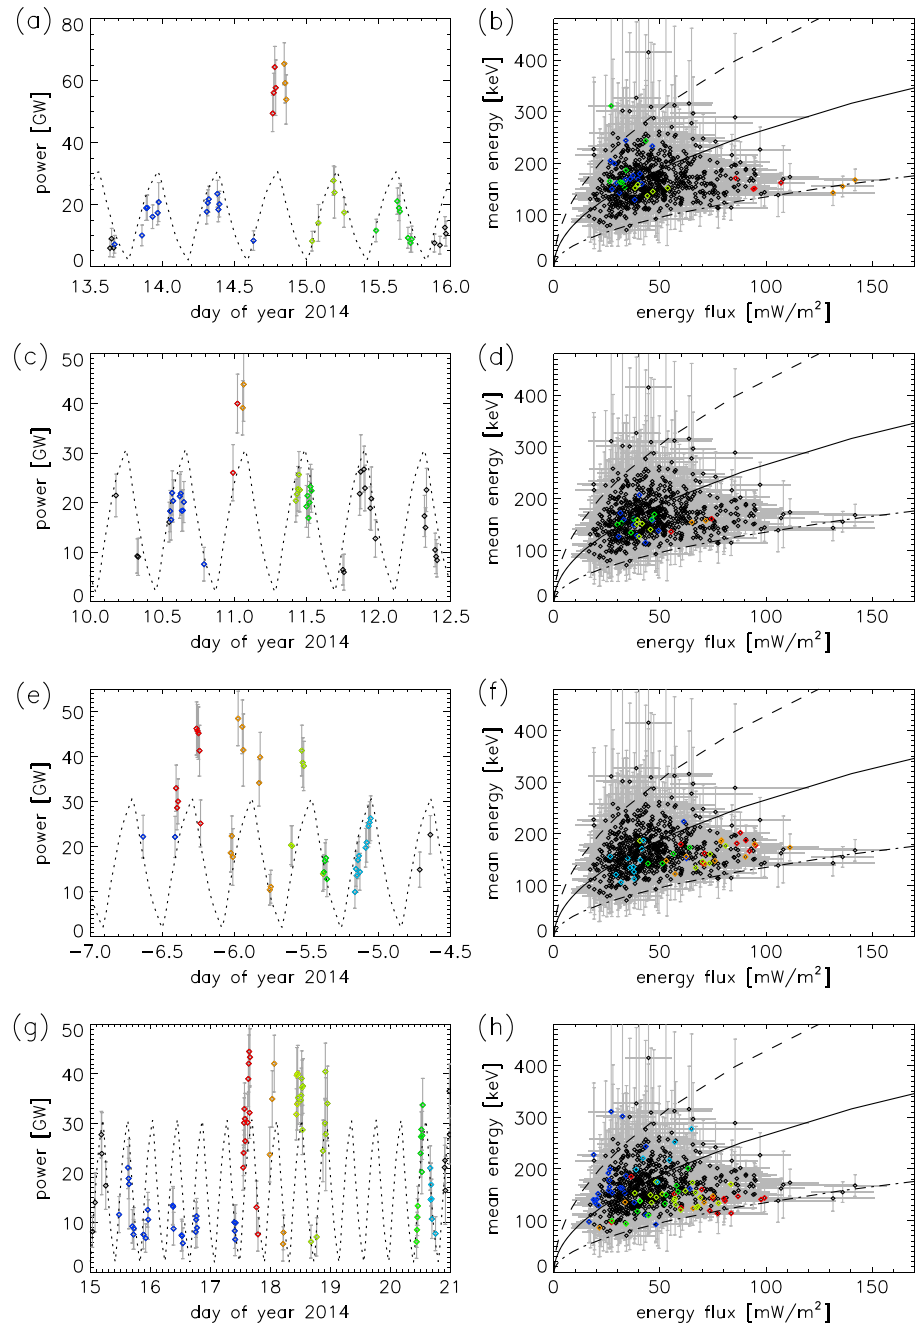 (a)
power [GW]
80
60
40
20
0
13.5 14.0 14.5 15.0 15.5 16.0
day of year 2014
(b)
mean energy [keV]
400
300
200
100
0
0 50 100 150
energy flux [mW/m²]
(c)
power [GW]
50
40
30
20
10
0
10.0 10.5 11.0 11.5 12.0 12.5
day of year 2014
(d)
mean energy [keV]
400
300
200
100
0
0 50 100 150
energy flux [mW/m²]
(e)
power [GW]
50
40
30
20
10
0
−7.0 −6.5 −6.0 −5.5 −5.0 −4.5
day of year 2014
(f)
mean energy [keV]
400
300
200
100
0
0 50 100 150
energy flux [mW/m²]
(g)
power [GW]
50
40
30
20
10
0
15 16 17 18 19 20 21
day of year 2014
(h)
mean energy [keV]
400
300
200
100
0
0 50 100 150
energy flux [mW/m²]